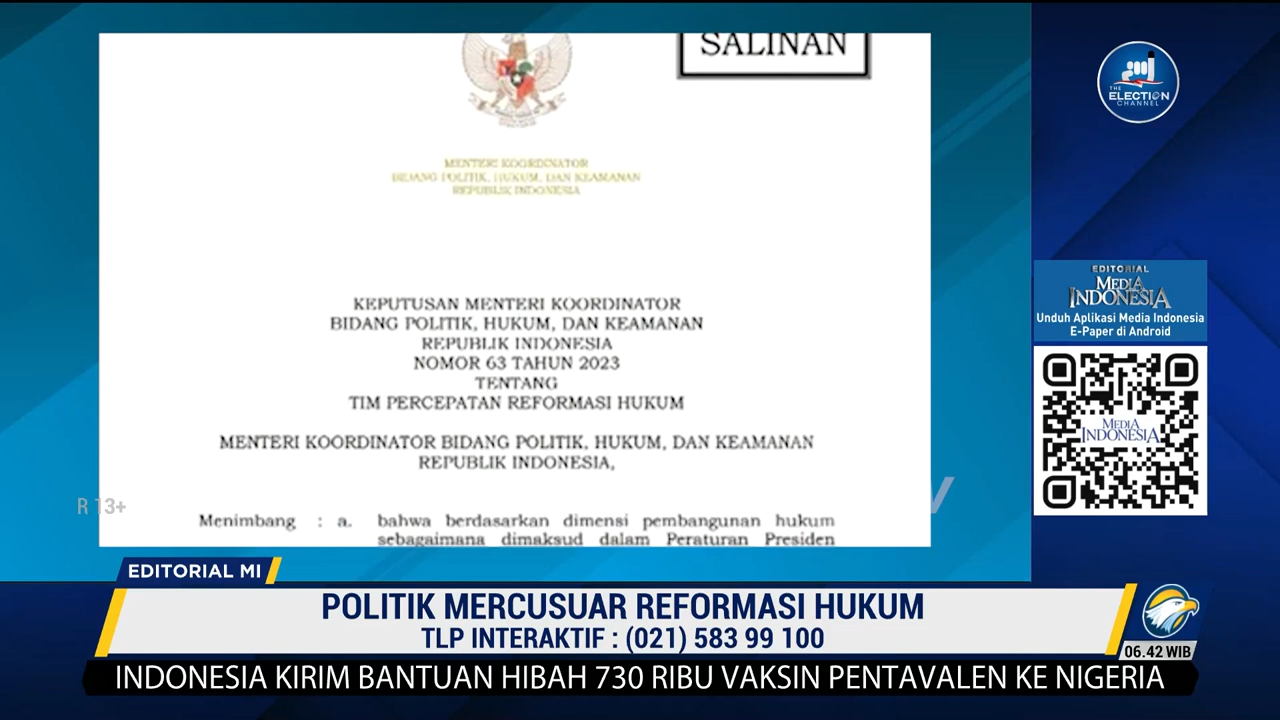 SALINAN
THE
ELECTION
CHANNEL
MENTERI KOORDINATOR
BIDANG POLITIK, HUKUM, DAN KEAMANAN
REPUBLIK INDONESIA
KEPUTUSAN MENTERI KOORDINATOR
BIDANG POLITIK, HUKUM, DAN KEAMANAN
REPUBLIK INDONESIA
NOMOR 63 TAHUN 2023
TENTANG
TIM PERCEPATAN REFORMASI HUKUM
MENTERI KOORDINATOR BIDANG POLITIK, HUKUM, DAN KEAMANAN
REPUBLIK INDONESIA,
Menimbang : a. bahwa berdasarkan dimensi pembangunan hukum
sebagaimana dimaksud dalam Peraturan Presiden
R 13+
EDITORIAL
MEDIA
INDONESIA
Unduh Aplikasi Media Indonesia
E-Paper di Android
MEDIA
INDONESIA
EDITORIAL MI
POLITIK MERCUSUAR REFORMASI HUKUM
TLP INTERAKTIF : (021) 583 99 100
06.42 WIB
INDONESIA KIRIM BANTUAN HIBAH 730 RIBU VAKSIN PENTAVALEN KE NIGERIA